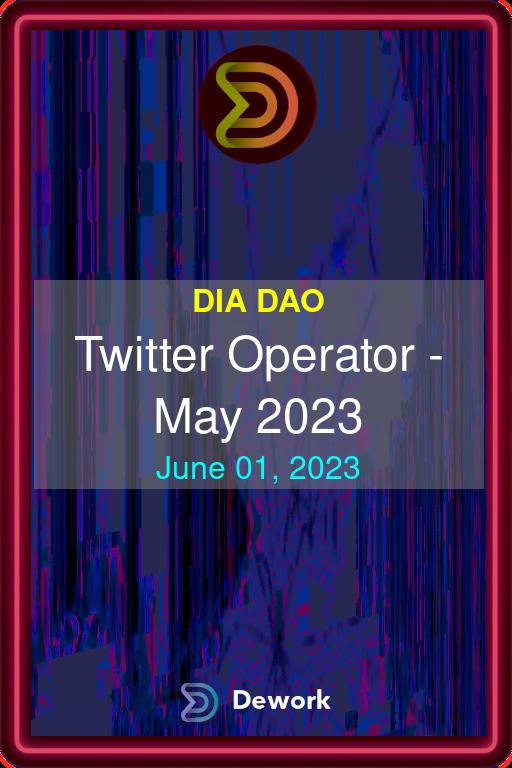 DIA DAO
Twitter Operator -
May 2023
June 01, 2023
Dework